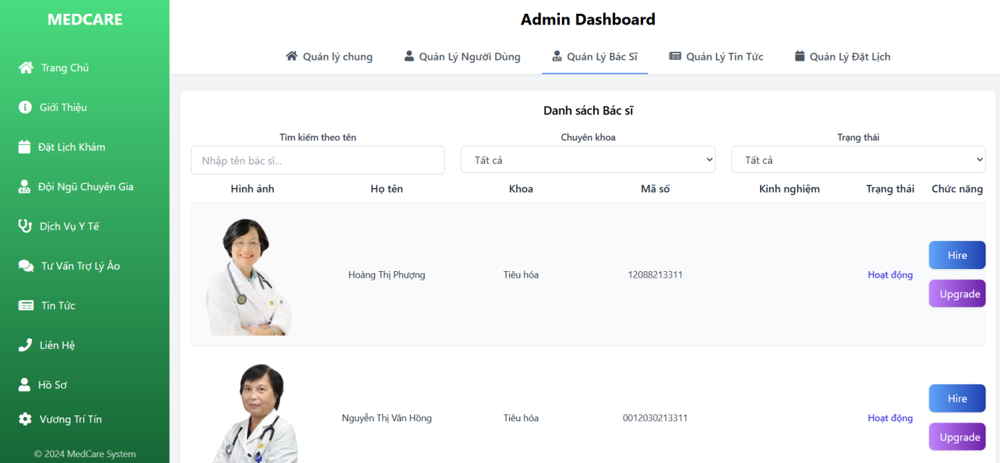 MEDCARE
Trang Chủ
Giới Thiệu
Đặt Lịch Khám
Đội Ngũ Chuyên Gia
Dịch Vụ Y Tế
Tư Vấn Trợ Lý Ảo
Tin Tức
Liên Hệ
Hồ Sơ
Vương Trí Tín
© 2024 MedCare System
Admin Dashboard
Quản lý chung Quản Lý Người Dùng Quản Lý Bác Sĩ Quản Lý Tin Tức Quản Lý Đặt Lịch
Danh sách Bác sĩ
Tìm kiếm theo tên Chuyên khoa Trạng thái
Nhập tên bác sĩ... Tất cả Tất cả
Hình ảnh Họ tên Khoa Mã số Kinh nghiệm Trạng thái Chức năng
Hoàng Thị Phượng Tiêu hóa 12088213311 Hoạt động Hire
Upgrade
Nguyễn Thị Vân Hồng Tiêu hóa 0012030213311 Hoạt động Hire
Upgrade